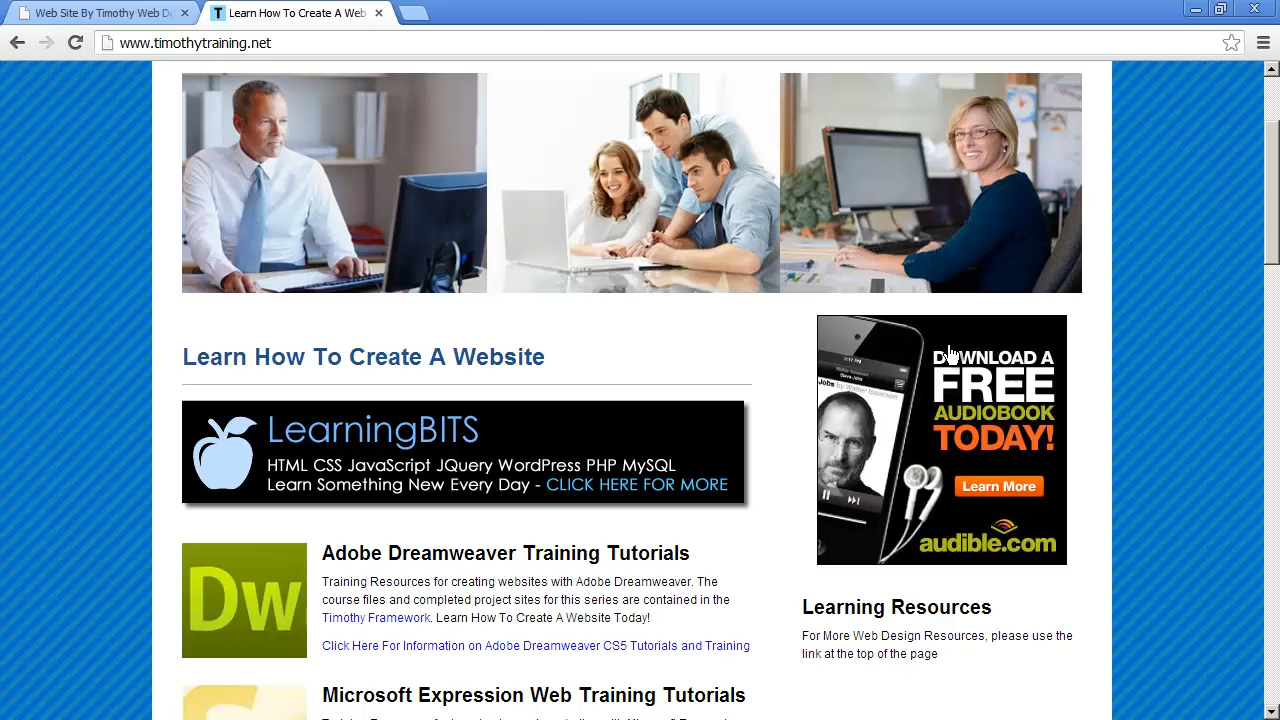 Web Site By Timothy Web D
Learn How To Create A Web
www.timothytraining.net
Learn How To Create A Website
LearningBITS
HTML CSS JavaScript JQuery WordPress PHP MySQL
Learn Something New Every Day - CLICK HERE FOR MORE
Dw
Adobe Dreamweaver Training Tutorials
Training Resources for creating websites with Adobe Dreamweaver. The
course files and completed project sites for this series are contained in the
Timothy Framework. Learn How To Create A Website Today!
Click Here For Information on Adobe Dreamweaver CS5 Tutorials and Training
Microsoft Expression Web Training Tutorials
Jobs by Walter Isaacson
DOWNLOAD A
FREE
AUDIOBOOK
TODAY!
Learn More
audible.com
Learning Resources
For More Web Design Resources, please use the
link at the top of the page